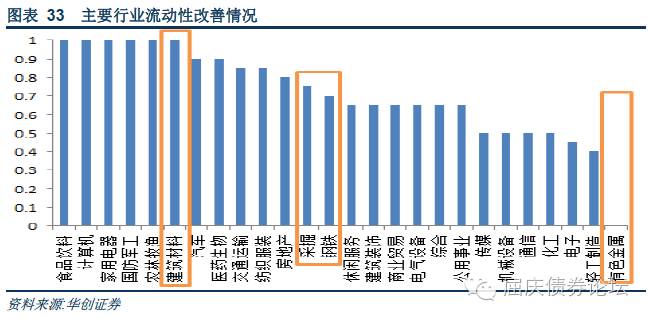 图表 33 主要行业流动性改善情况
1
0.9
0.8
0.7
0.6
0.5
0.4
0.3
0.2
0.1
0
食品饮料
计算机
家用电器
国防军工
农林牧渔
建筑材料
汽车
医药生物
交通运输
纺织服装
房地产
采掘
钢铁
休闲服务
建筑装饰
商业贸易
电气设备
综合
公用事业
传媒
机械设备
通信
化工
电子
轻工制造
有色金属
资料来源:华创证券
屈庆债券论坛